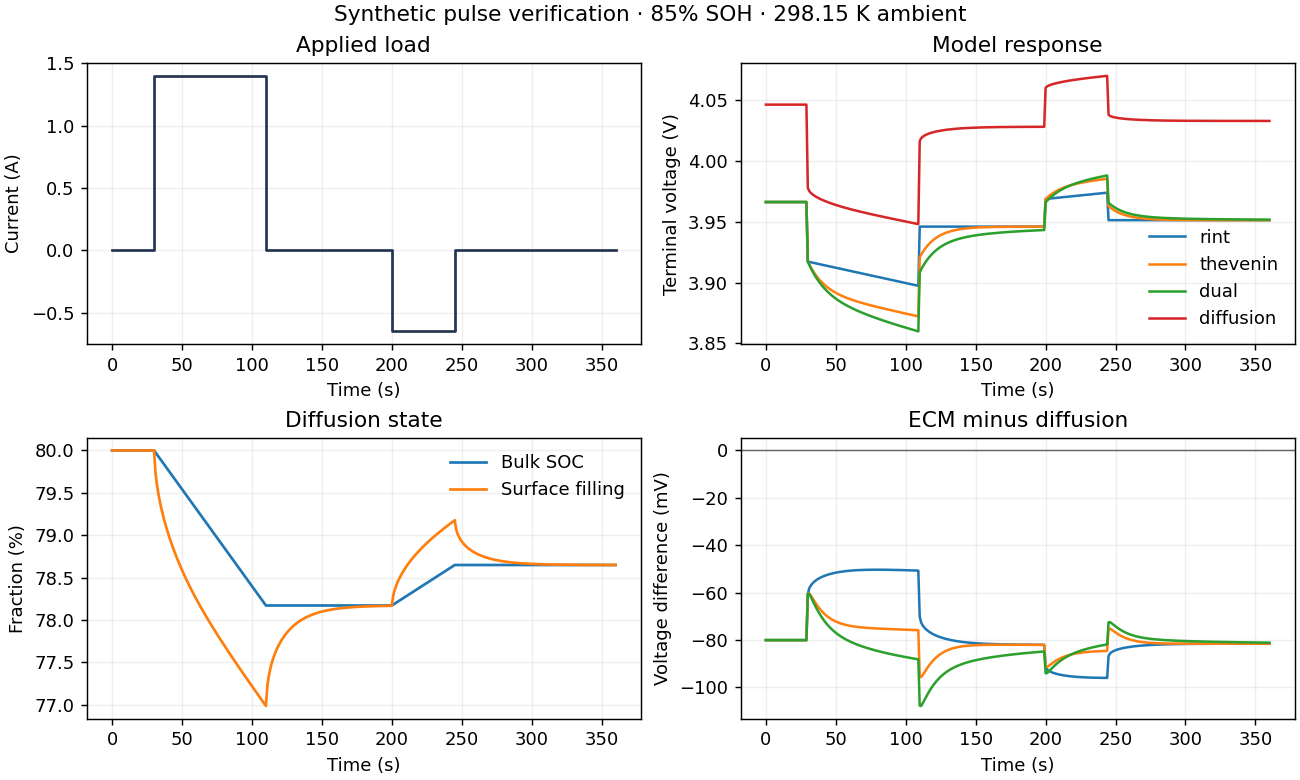 Synthetic pulse verification · 85% SOH · 298.15 K ambient
Applied load
Current (A)
1.5
1.0
0.5
0.0
−0.5
0 50 100 150 200 250 300 350
Time (s)
Model response
Terminal voltage (V)
4.05
4.00
3.95
3.90
3.85
rint
thevenin
dual
diffusion
0 50 100 150 200 250 300 350
Time (s)
Diffusion state
Fraction (%)
80.0
79.5
79.0
78.5
78.0
77.5
77.0
Bulk SOC
Surface filling
0 50 100 150 200 250 300 350
Time (s)
ECM minus diffusion
Voltage difference (mV)
0
−20
−40
−60
−80
−100
0 50 100 150 200 250 300 350
Time (s)